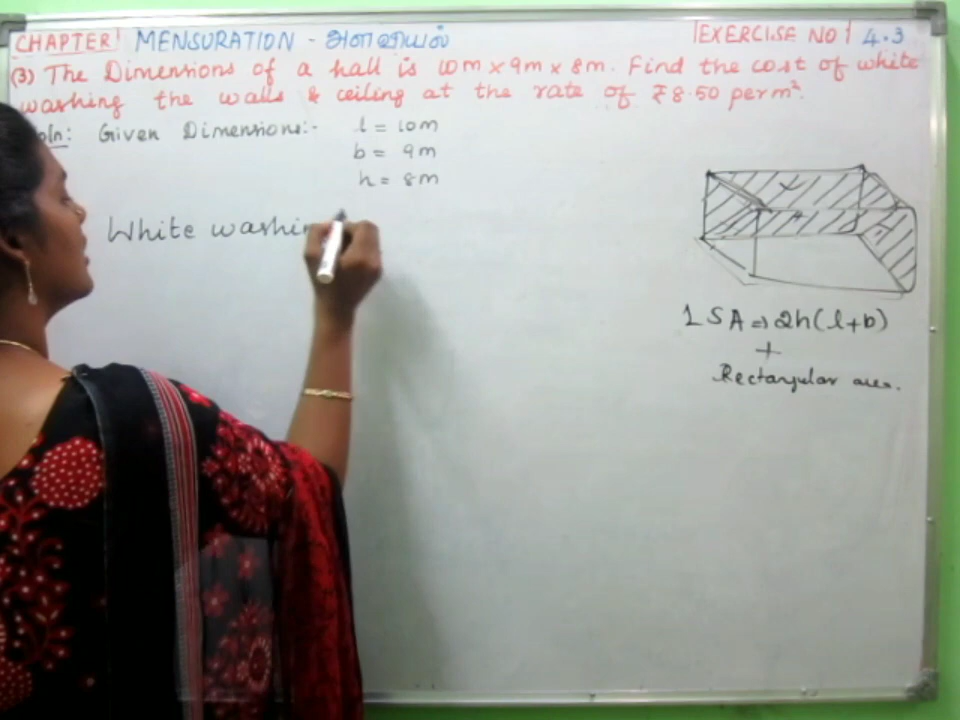 CHAPTER MENSURATION - அளவியல் EXERCISE NO 4.3
(3) The Dimensions of a hall is 10m x 9m x 8m. Find the cost of white
washing the walls & ceiling at the rate of ₹8.50 per m².
oln: Given Dimensions:- l = 10m
b = 9m
h = 8m
White washin
LSA ⇒ 2h(l+b)
+
Rectangular area.